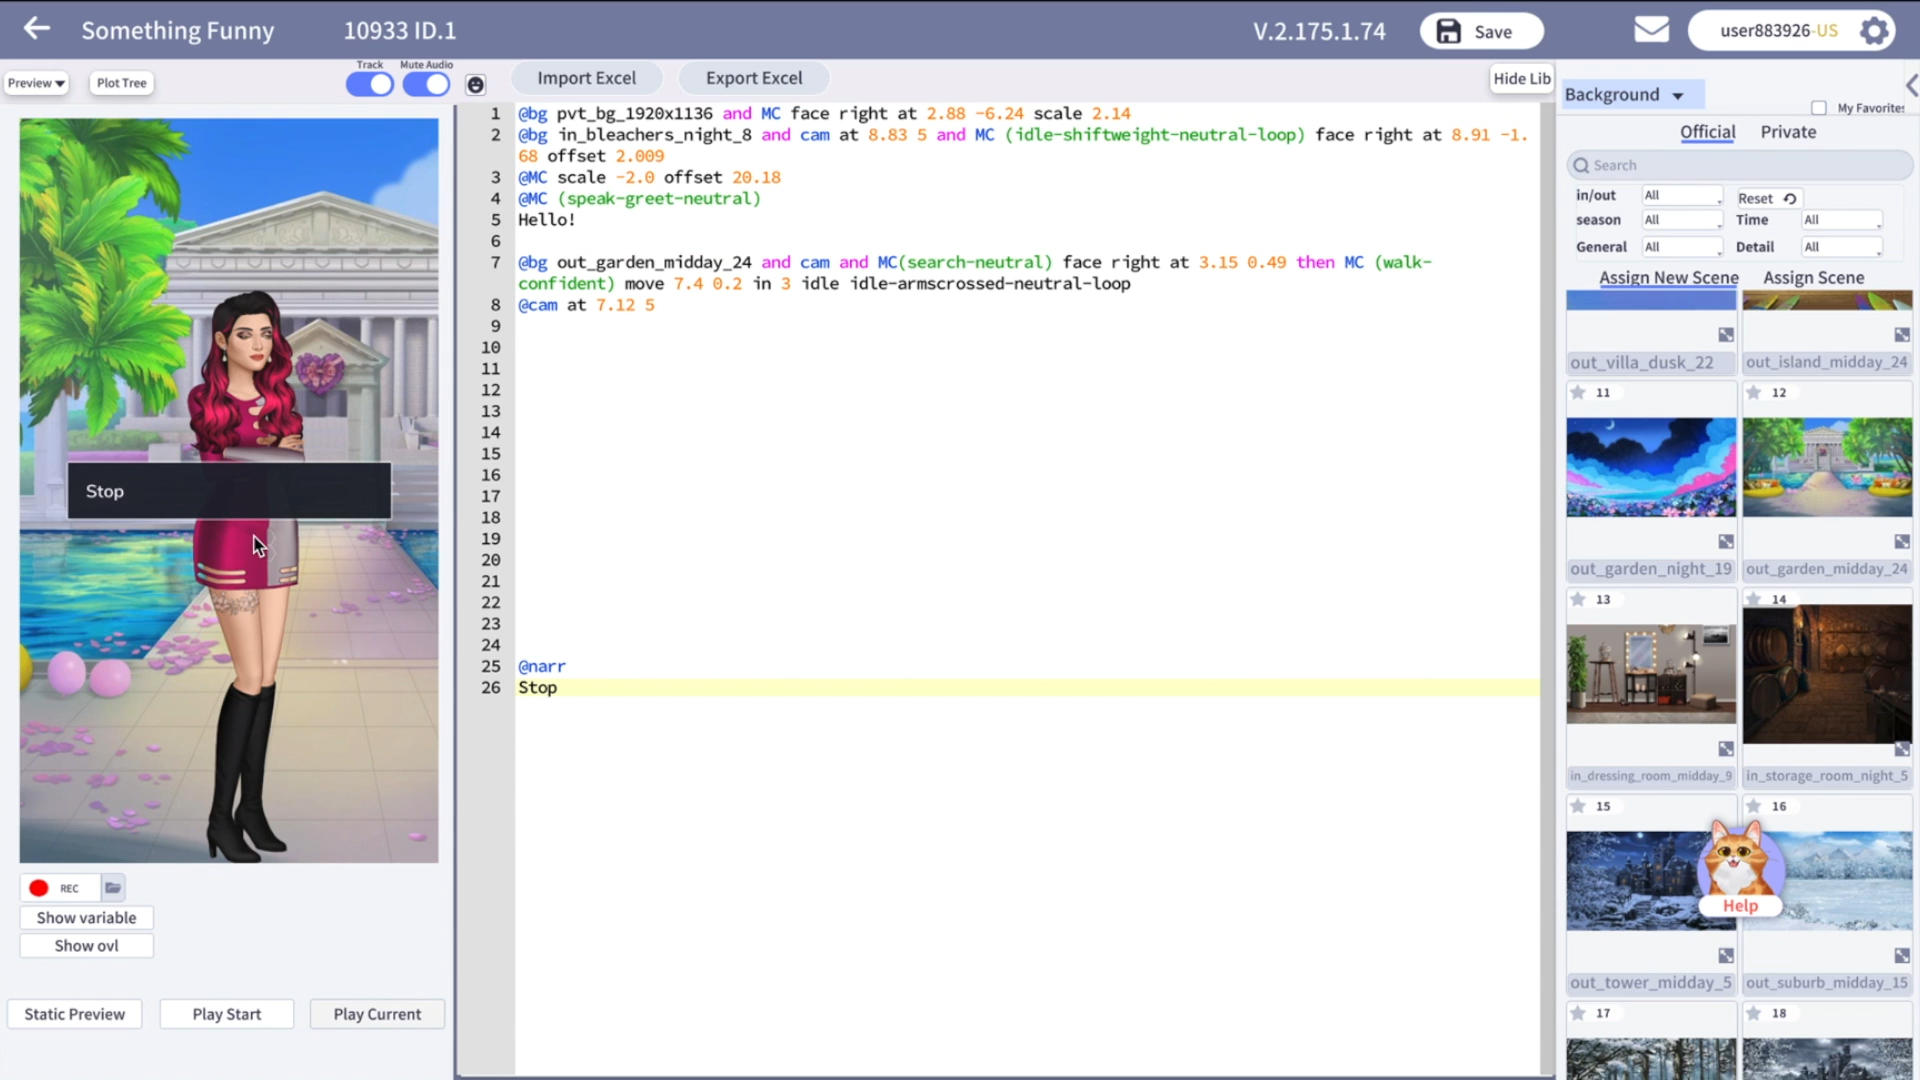 Something Funny
10933 ID.1
V.2.175.1.74
Save
user883926-US
Preview
Plot Tree
Track
Mute Audio
Import Excel
Export Excel
Hide Lib
1 @bg pvt_bg_1920x1136 and MC face right at 2.88 -6.24 scale 2.14
2 @bg in_bleachers_night_8 and cam at 8.83 5 and MC (idle-shiftweight-neutral-loop) face right at 8.91 -1.
68 offset 2.009
3 @MC scale -2.0 offset 20.18
4 @MC (speak-greet-neutral)
5 Hello!
6
7 @bg out_garden_midday_24 and cam and MC(search-neutral) face right at 3.15 0.49 then MC (walk-
confident) move 7.4 0.2 in 3 idle idle-armscrossed-neutral-loop
8 @cam at 7.12 5
9
10
11
12
13
14
15
16
17
18
19
20
21
22
23
24
25 @narr
26 Stop
Stop
REC
Show variable
Show ovl
Static Preview
Play Start
Play Current
Background
My Favorites
Official
Private
Search
in/out All
Reset
season All
Time All
General All
Detail All
Assign New Scene
Assign Scene
out_villa_dusk_22
out_island_midday_24
11
12
out_garden_night_19
out_garden_midday_24
13
14
in_dressing_room_midday_9
in_storage_room_night_5
15
16
Help
out_tower_midday_5
out_suburb_midday_15
17
18